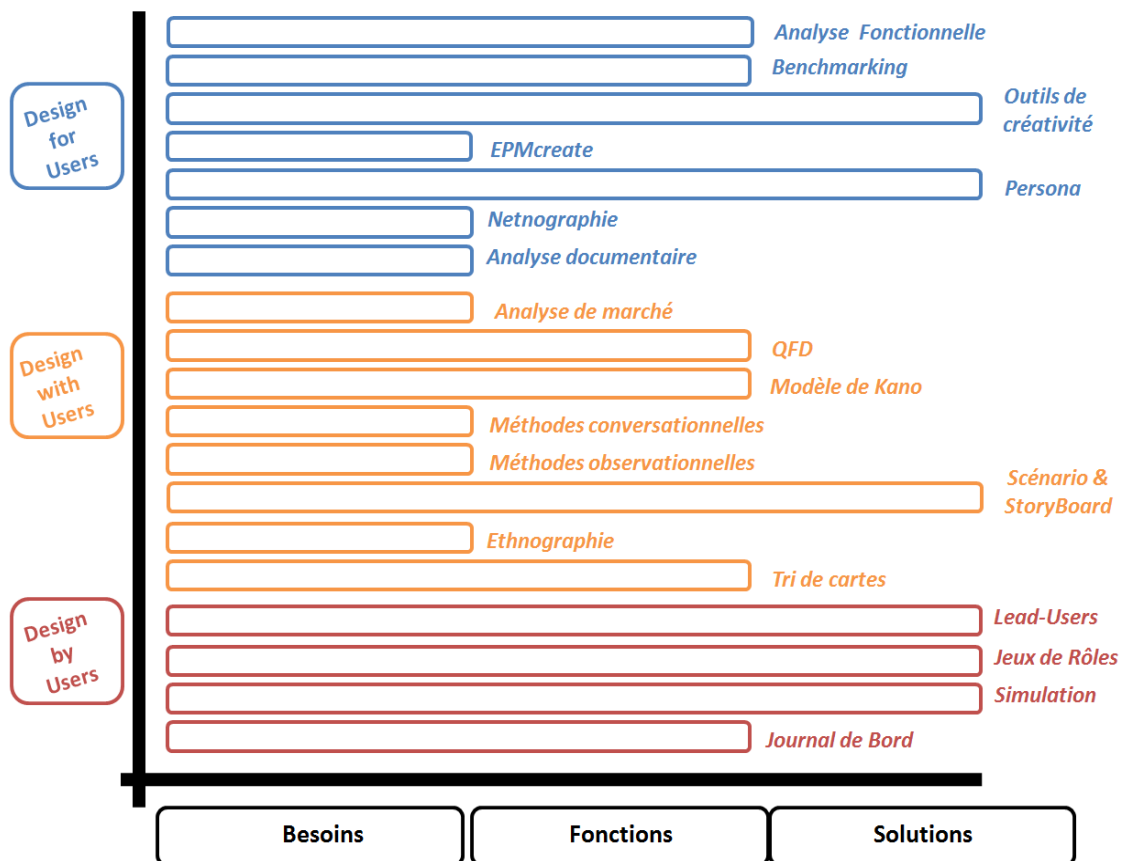 Analyse Fonctionnelle
Benchmarking
Outils de
créativité
Design
for
Users
EPMcreate
Persona
Netnographie
Analyse documentaire
Analyse de marché
Design
with
Users
QFD
Modèle de Kano
Méthodes conversationnelles
Méthodes observationnelles
Scénario &
StoryBoard
Ethnographie
Tri de cartes
Design
by
Users
Lead-Users
Jeux de Rôles
Simulation
Journal de Bord
Besoins
Fonctions
Solutions